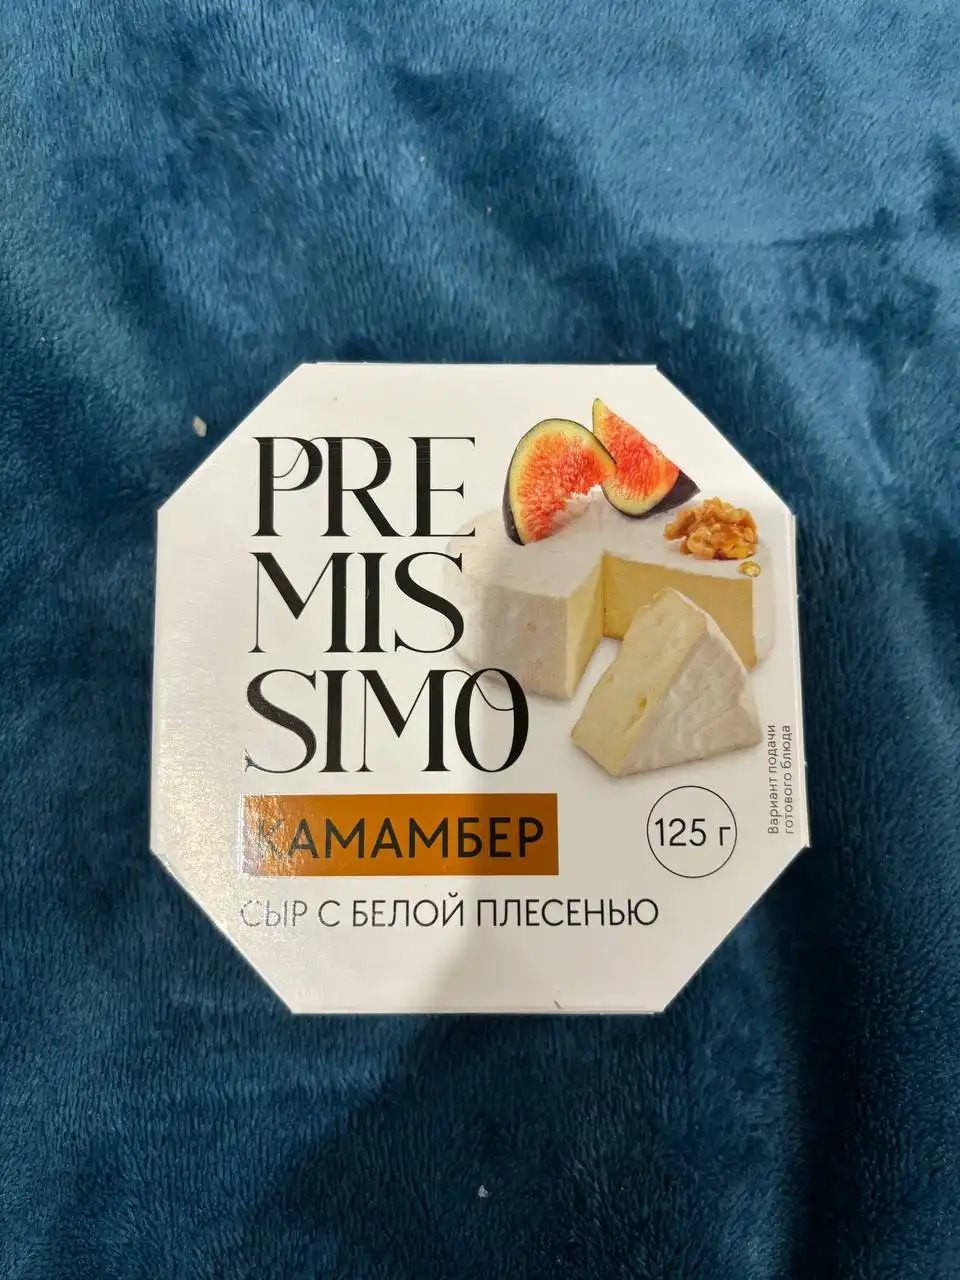 PRE
MIS
SIMO
КАМАМБЕР
125 г
СЫР С БЕЛОЙ ПЛЕСЕНЬЮ
Вариант подачи
готового блюда